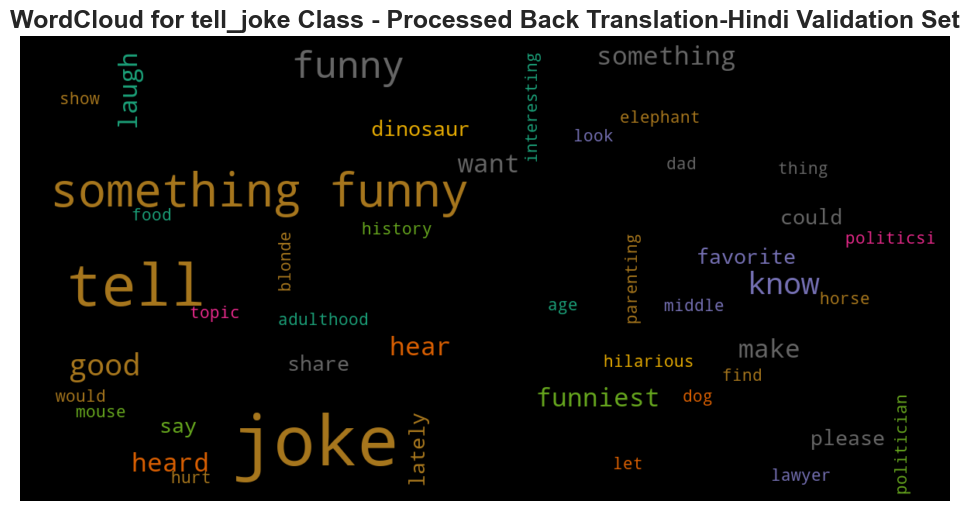 WordCloud for tell_joke Class - Processed Back Translation-Hindi Validation Set
laugh
funny
something
interesting
show
elephant
dinosaur
look
want
dad
thing
something funny
food
could
history
politicsi
blonde
parenting
favorite
tell
know
horse
topic
adulthood
age
middle
hear
make
good
share
hilarious
find
would
funniest
dog
mouse
politician
say
joke
lately
please
heard
hurt
let
lawyer